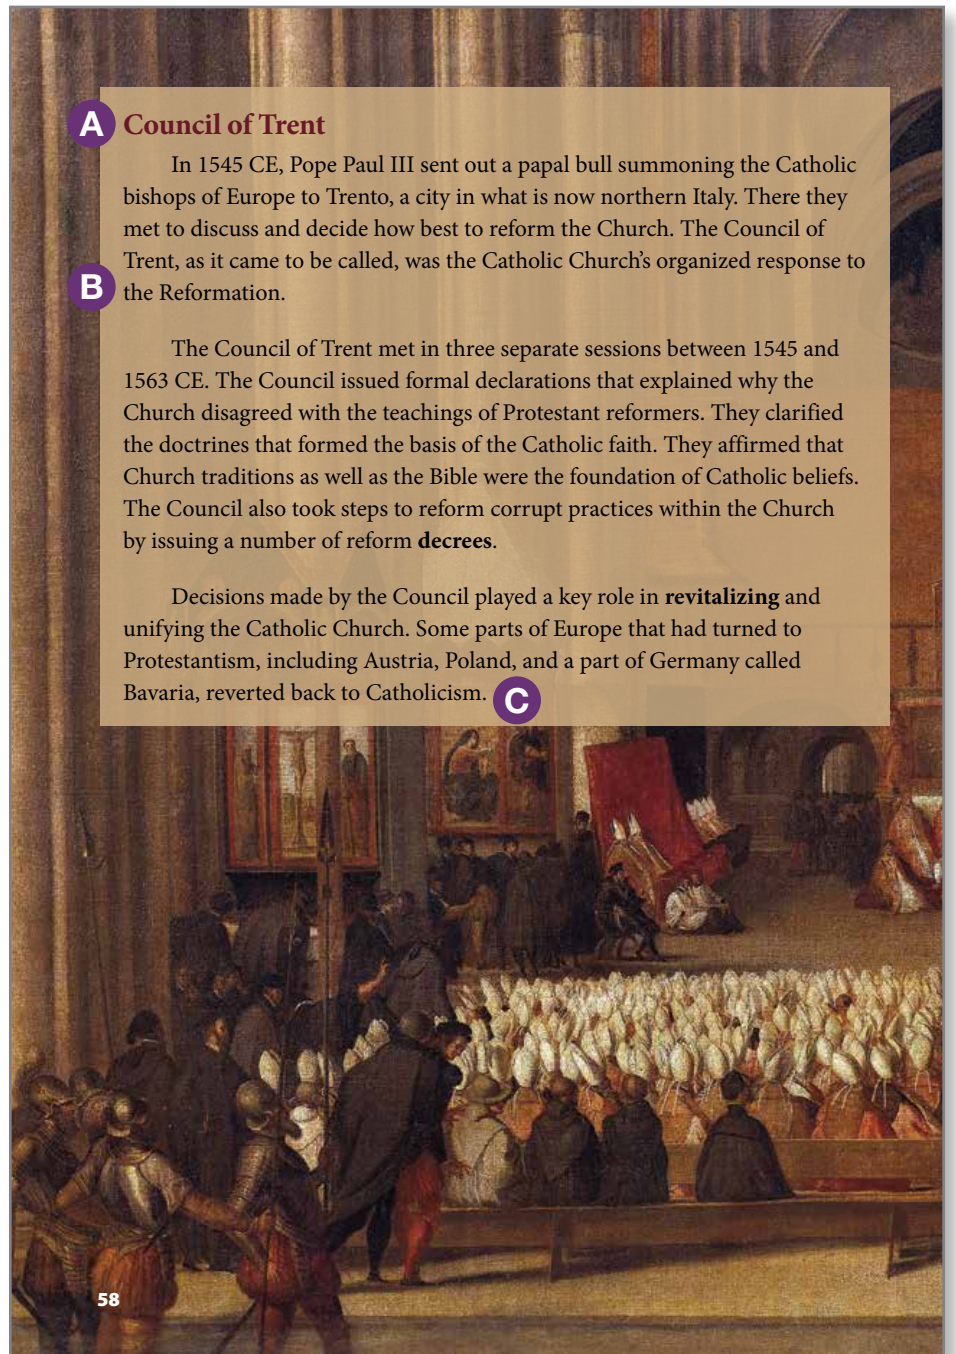 A Council of Trent
In 1545 CE, Pope Paul III sent out a papal bull summoning the Catholic
bishops of Europe to Trento, a city in what is now northern Italy. There they
met to discuss and decide how best to reform the Church. The Council of
Trent, as it came to be called, was the Catholic Church’s organized response to
B the Reformation.
The Council of Trent met in three separate sessions between 1545 and
1563 CE. The Council issued formal declarations that explained why the
Church disagreed with the teachings of Protestant reformers. They clarified
the doctrines that formed the basis of the Catholic faith. They affirmed that
Church traditions as well as the Bible were the foundation of Catholic beliefs.
The Council also took steps to reform corrupt practices within the Church
by issuing a number of reform decrees.
Decisions made by the Council played a key role in revitalizing and
unifying the Catholic Church. Some parts of Europe that had turned to
Protestantism, including Austria, Poland, and a part of Germany called
Bavaria, reverted back to Catholicism. C
58